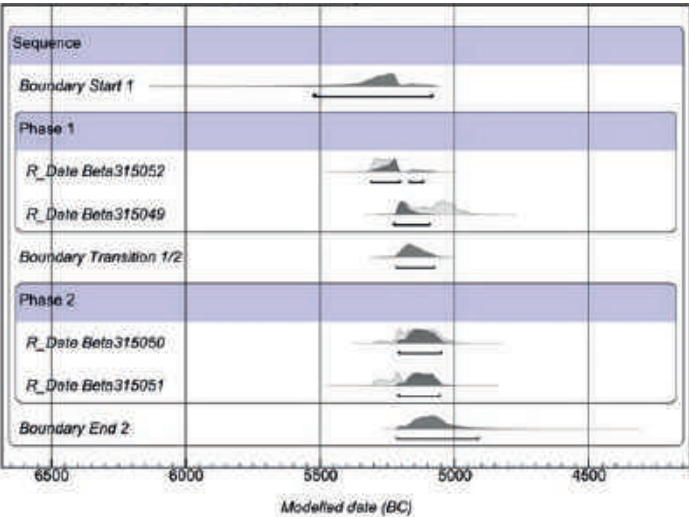 Sequence
Boundary Start 1
Phase 1
R_Date Beta315052
R_Date Beta315049
Boundary Transition 1/2
Phase 2
R_Date Beta315050
R_Date Beta315051
Boundary End 2
6500 6000 5500 5000 4500
Modelled date (BC)